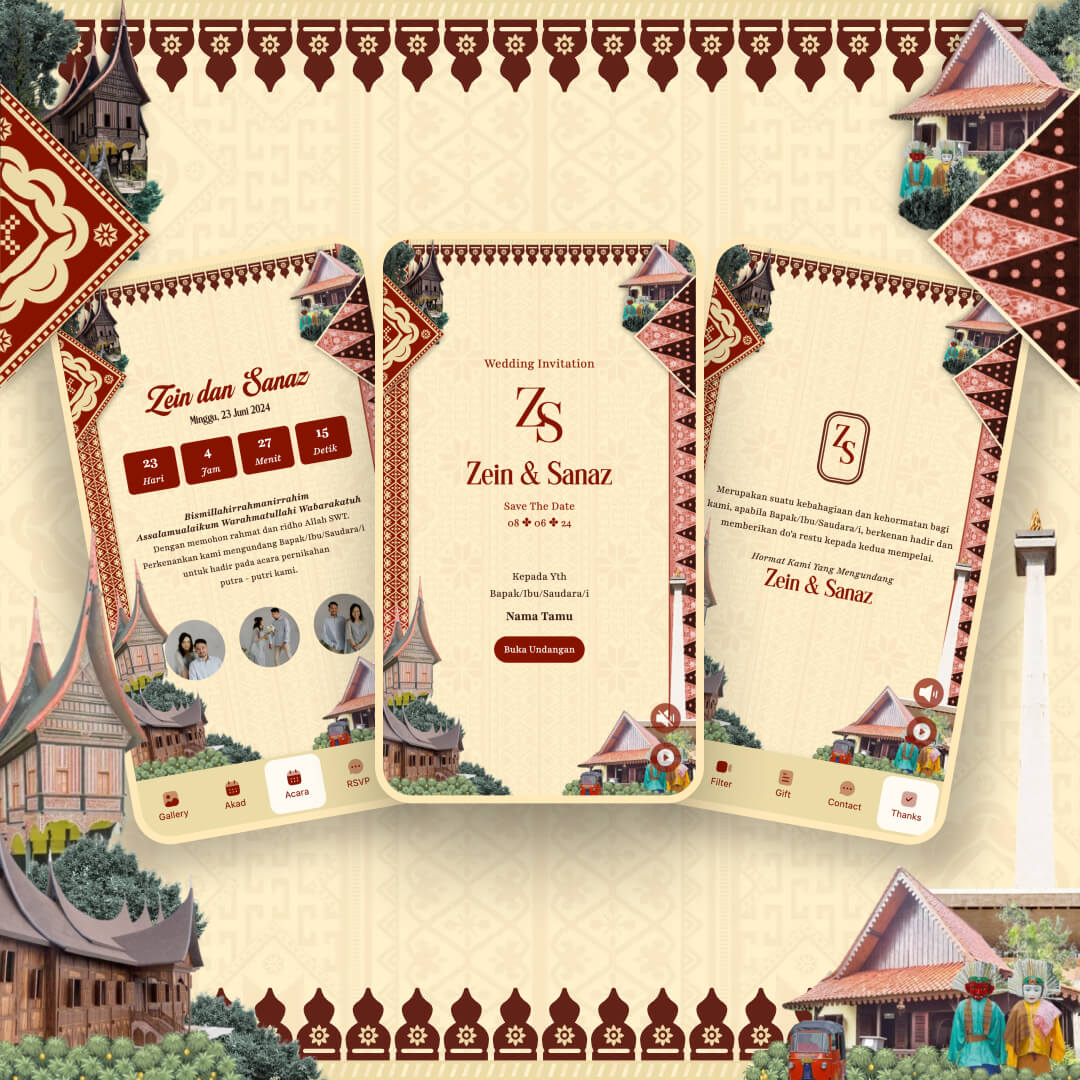 Zein dan Sanaz
Minggu, 23 Juni 2024
23
Hari
4
Jam
27
Menit
15
Detik
Bismillahirrahmanirrahim
Assalamualaikum Warahmatullahi Wabarakatuh
Dengan memohon rahmat dan ridho Allah SWT.
Perkenankan kami mengundang Bapak/Ibu/Saudara/i
untuk hadir pada acara pernikahan
putra - putri kami.
Gallery
Akad
Acara
RSVP
Wedding Invitation
ZS
Zein & Sanaz
Save The Date
08 ✤ 06 ✤ 24
Kepada Yth
Bapak/Ibu/Saudara/i
Nama Tamu
Buka Undangan
ZS
Merupakan suatu kebahagiaan dan kehormatan bagi
kami, apabila Bapak/Ibu/Saudara/i, berkenan hadir dan
memberikan do'a restu kepada kedua mempelai.
Hormat Kami Yang Mengundang
Zein & Sanaz
Filter
Gift
Contact
Thanks